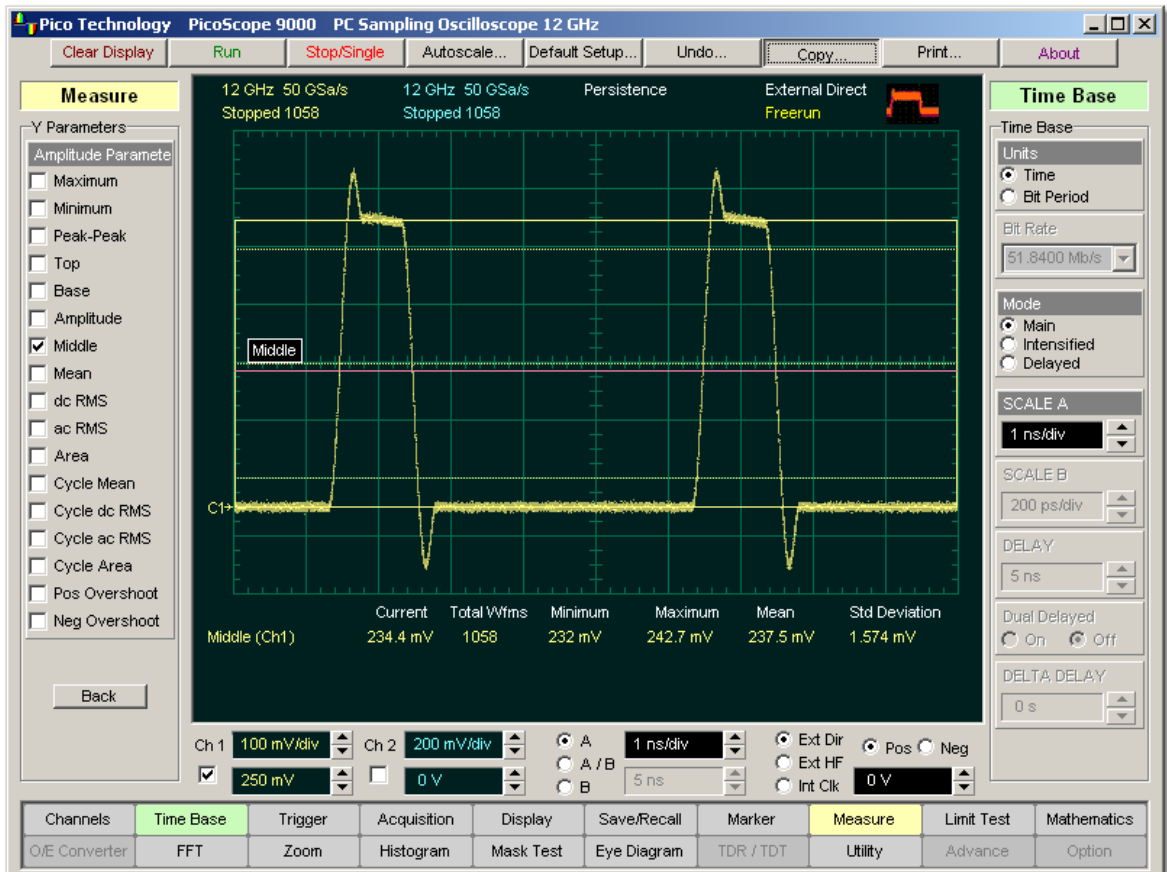 Pico Technology PicoScope 9000 PC Sampling Oscilloscope 12 GHz
Clear Display Run Stop/Single Autoscale... Default Setup... Undo... Copy... Print... About
Measure
Y Parameters
Amplitude Paramete
Maximum
Minimum
Peak-Peak
Top
Base
Amplitude
Middle
Mean
dc RMS
ac RMS
Area
Cycle Mean
Cycle dc RMS
Cycle ac RMS
Cycle Area
Pos Overshoot
Neg Overshoot
Back
12 GHz 50 GSa/s 12 GHz 50 GSa/s Persistence External Direct
Stopped 1058 Stopped 1058 Freerun
Middle
C1
Current Total Wfms Minimum Maximum Mean Std Deviation
Middle (Ch1) 234.4 mV 1058 232 mV 242.7 mV 237.5 mV 1.574 mV
Time Base
Time Base
Units
Time
Bit Period
Bit Rate
51.8400 Mb/s
Mode
Main
Intensified
Delayed
SCALE A
1 ns/div
SCALE B
200 ps/div
DELAY
5 ns
Dual Delayed
On Off
DELTA DELAY
0 s
Ch 1 100 mV/div Ch 2 200 mV/div A 1 ns/div Ext Dir Pos Neg
A / B Ext HF
250 mV 0 V B 5 ns Int Clk 0 V
Channels Time Base Trigger Acquisition Display Save/Recall Marker Measure Limit Test Mathematics
O/E Converter FFT Zoom Histogram Mask Test Eye Diagram TDR / TDT Utility Advance Option